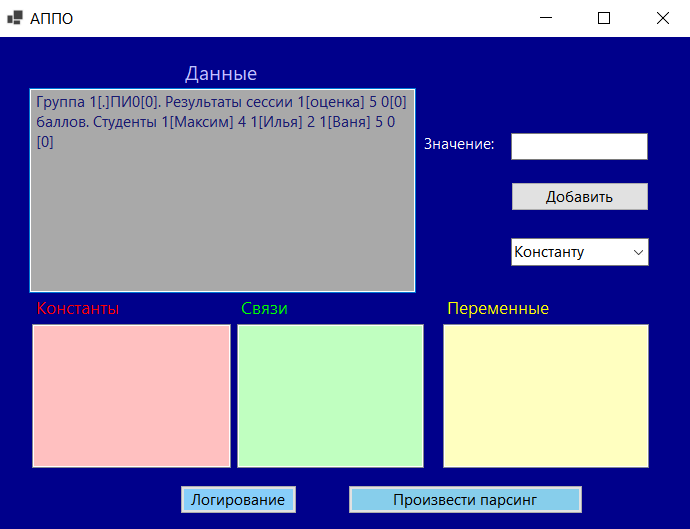 АППО
Данные
Группа 1[.]ПИ0[0]. Результаты сессии 1[оценка] 5 0[0]
баллов. Студенты 1[Максим] 4 1[Илья] 2 1[Ваня] 5 0
[0]
Значение:
Добавить
Константу
Константы
Связи
Переменные
Логирование
Произвести парсинг